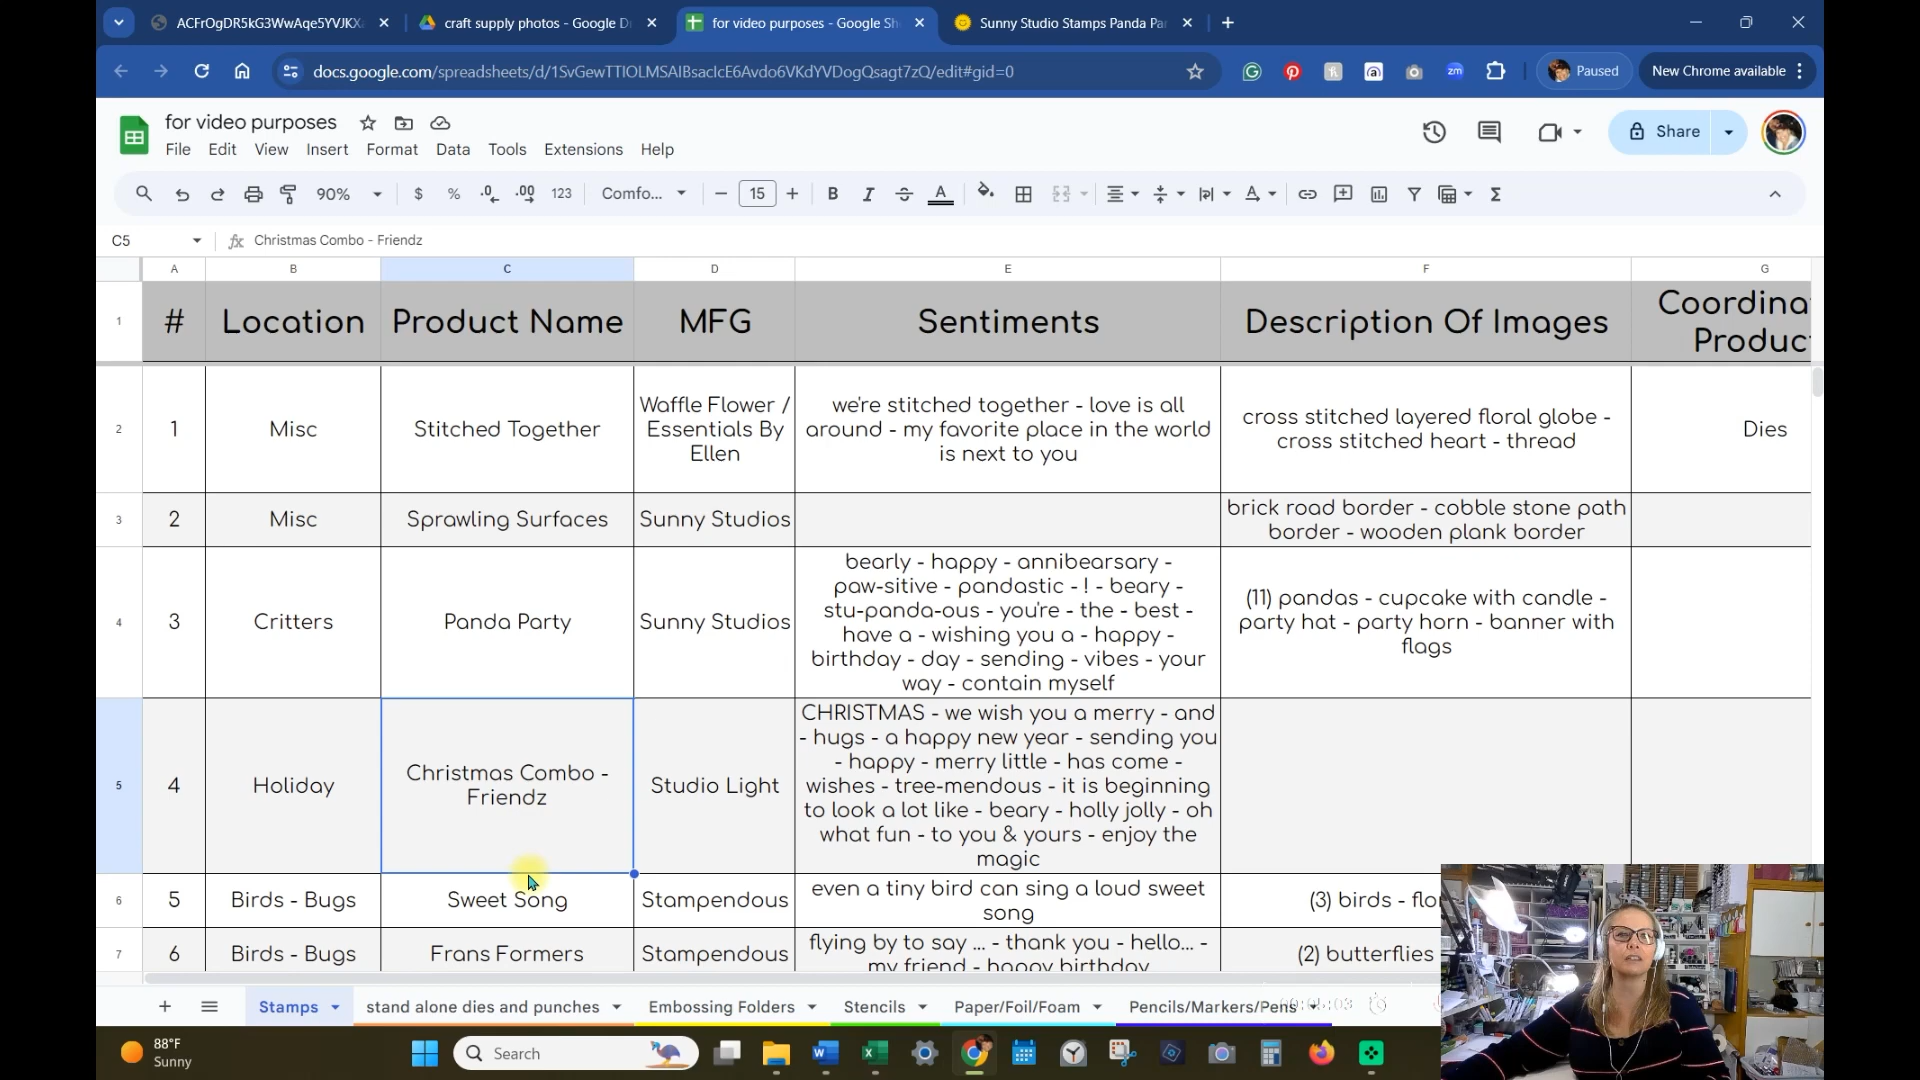 ACFrOgDR5kG3WwAqe5YVJKX
craft supply photos - Google D
for video purposes - Google Sh
Sunny Studio Stamps Panda Pa
docs.google.com/spreadsheets/d/1SvGewTTIOLMSAIBsaclcE6Avdo6VKdYVDogQsagt7zQ/edit#gid=0
Paused
New Chrome available
for video purposes
File Edit View Insert Format Data Tools Extensions Help
Share
90% $ % .0 .00 123 Comfo... 15 B I A
C5 fx Christmas Combo - Friendz
A B C D E F G
1 # Location Product Name MFG Sentiments Description Of Images
Coordina
Produc
2 1 Misc Stitched Together
Waffle Flower /
Essentials By
Ellen
we're stitched together - love is all
around - my favorite place in the world
is next to you
cross stitched layered floral globe -
cross stitched heart - thread
Dies
3 2 Misc Sprawling Surfaces Sunny Studios
brick road border - cobble stone path
border - wooden plank border
4 3 Critters Panda Party Sunny Studios
bearly - happy - annibearsary -
paw-sitive - pandastic - ! - beary -
stu-panda-ous - you're - the - best -
have a - wishing you a - happy -
birthday - day - sending - vibes - your
way - contain myself
(11) pandas - cupcake with candle -
party hat - party horn - banner with
flags
5 4 Holiday
Christmas Combo -
Friendz
Studio Light
CHRISTMAS - we wish you a merry - and
- hugs - a happy new year - sending you
- happy - merry little - has come -
wishes - tree-mendous - it is beginning
to look a lot like - beary - holly jolly - oh
what fun - to you & yours - enjoy the
magic
6 5 Birds - Bugs Sweet Song Stampendous
even a tiny bird can sing a loud sweet
song
(3) birds - flo
7 6 Birds - Bugs Frans Formers Stampendous
flying by to say ... - thank you - hello... -
my friend - happy birthday
(2) butterflies
Stamps stand alone dies and punches Embossing Folders Stencils Paper/Foil/Foam Pencils/Markers/Pens
88°F
Sunny
Search